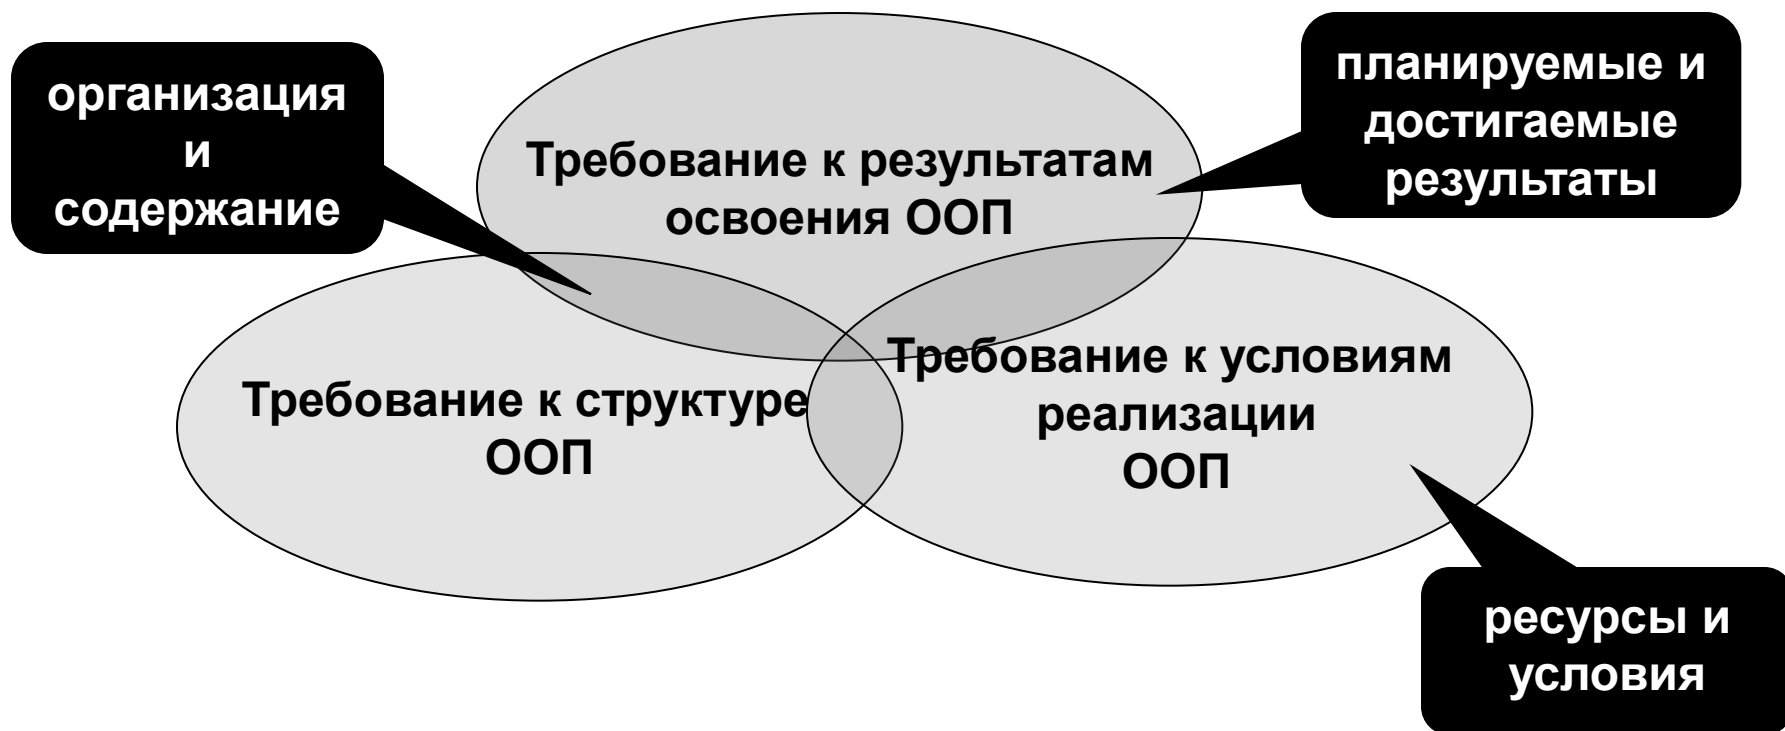 организация
и
содержание
планируемые и
достигаемые
результаты
Требование к результатам
освоения ООП
Требование к структуре
ООП
Требование к условиям
реализации
ООП
ресурсы и
условия